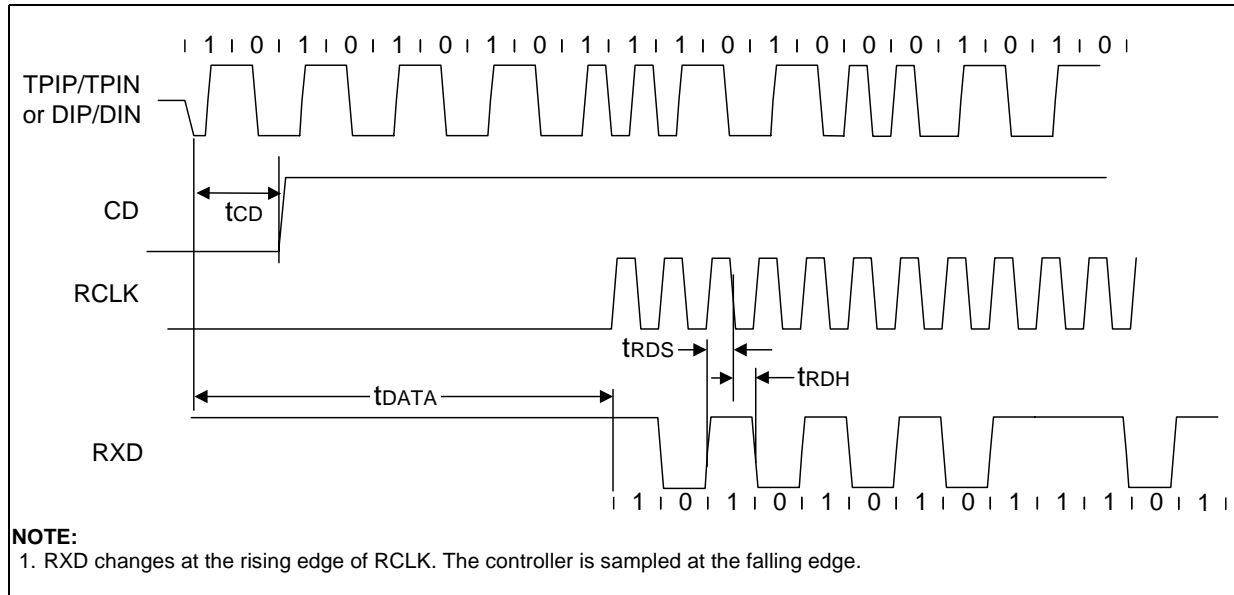 1 0 1 0 1 0 1 0 1 1 1 0 1 0 0 0 1 0 1 0
TPIP/TPIN
or DIP/DIN
tCD
CD
RCLK
tRDS
tRDH
tDATA
RXD
1 0 1 0 1 0 1 0 1 1 1 0 1
NOTE:
1. RXD changes at the rising edge of RCLK. The controller is sampled at the falling edge.